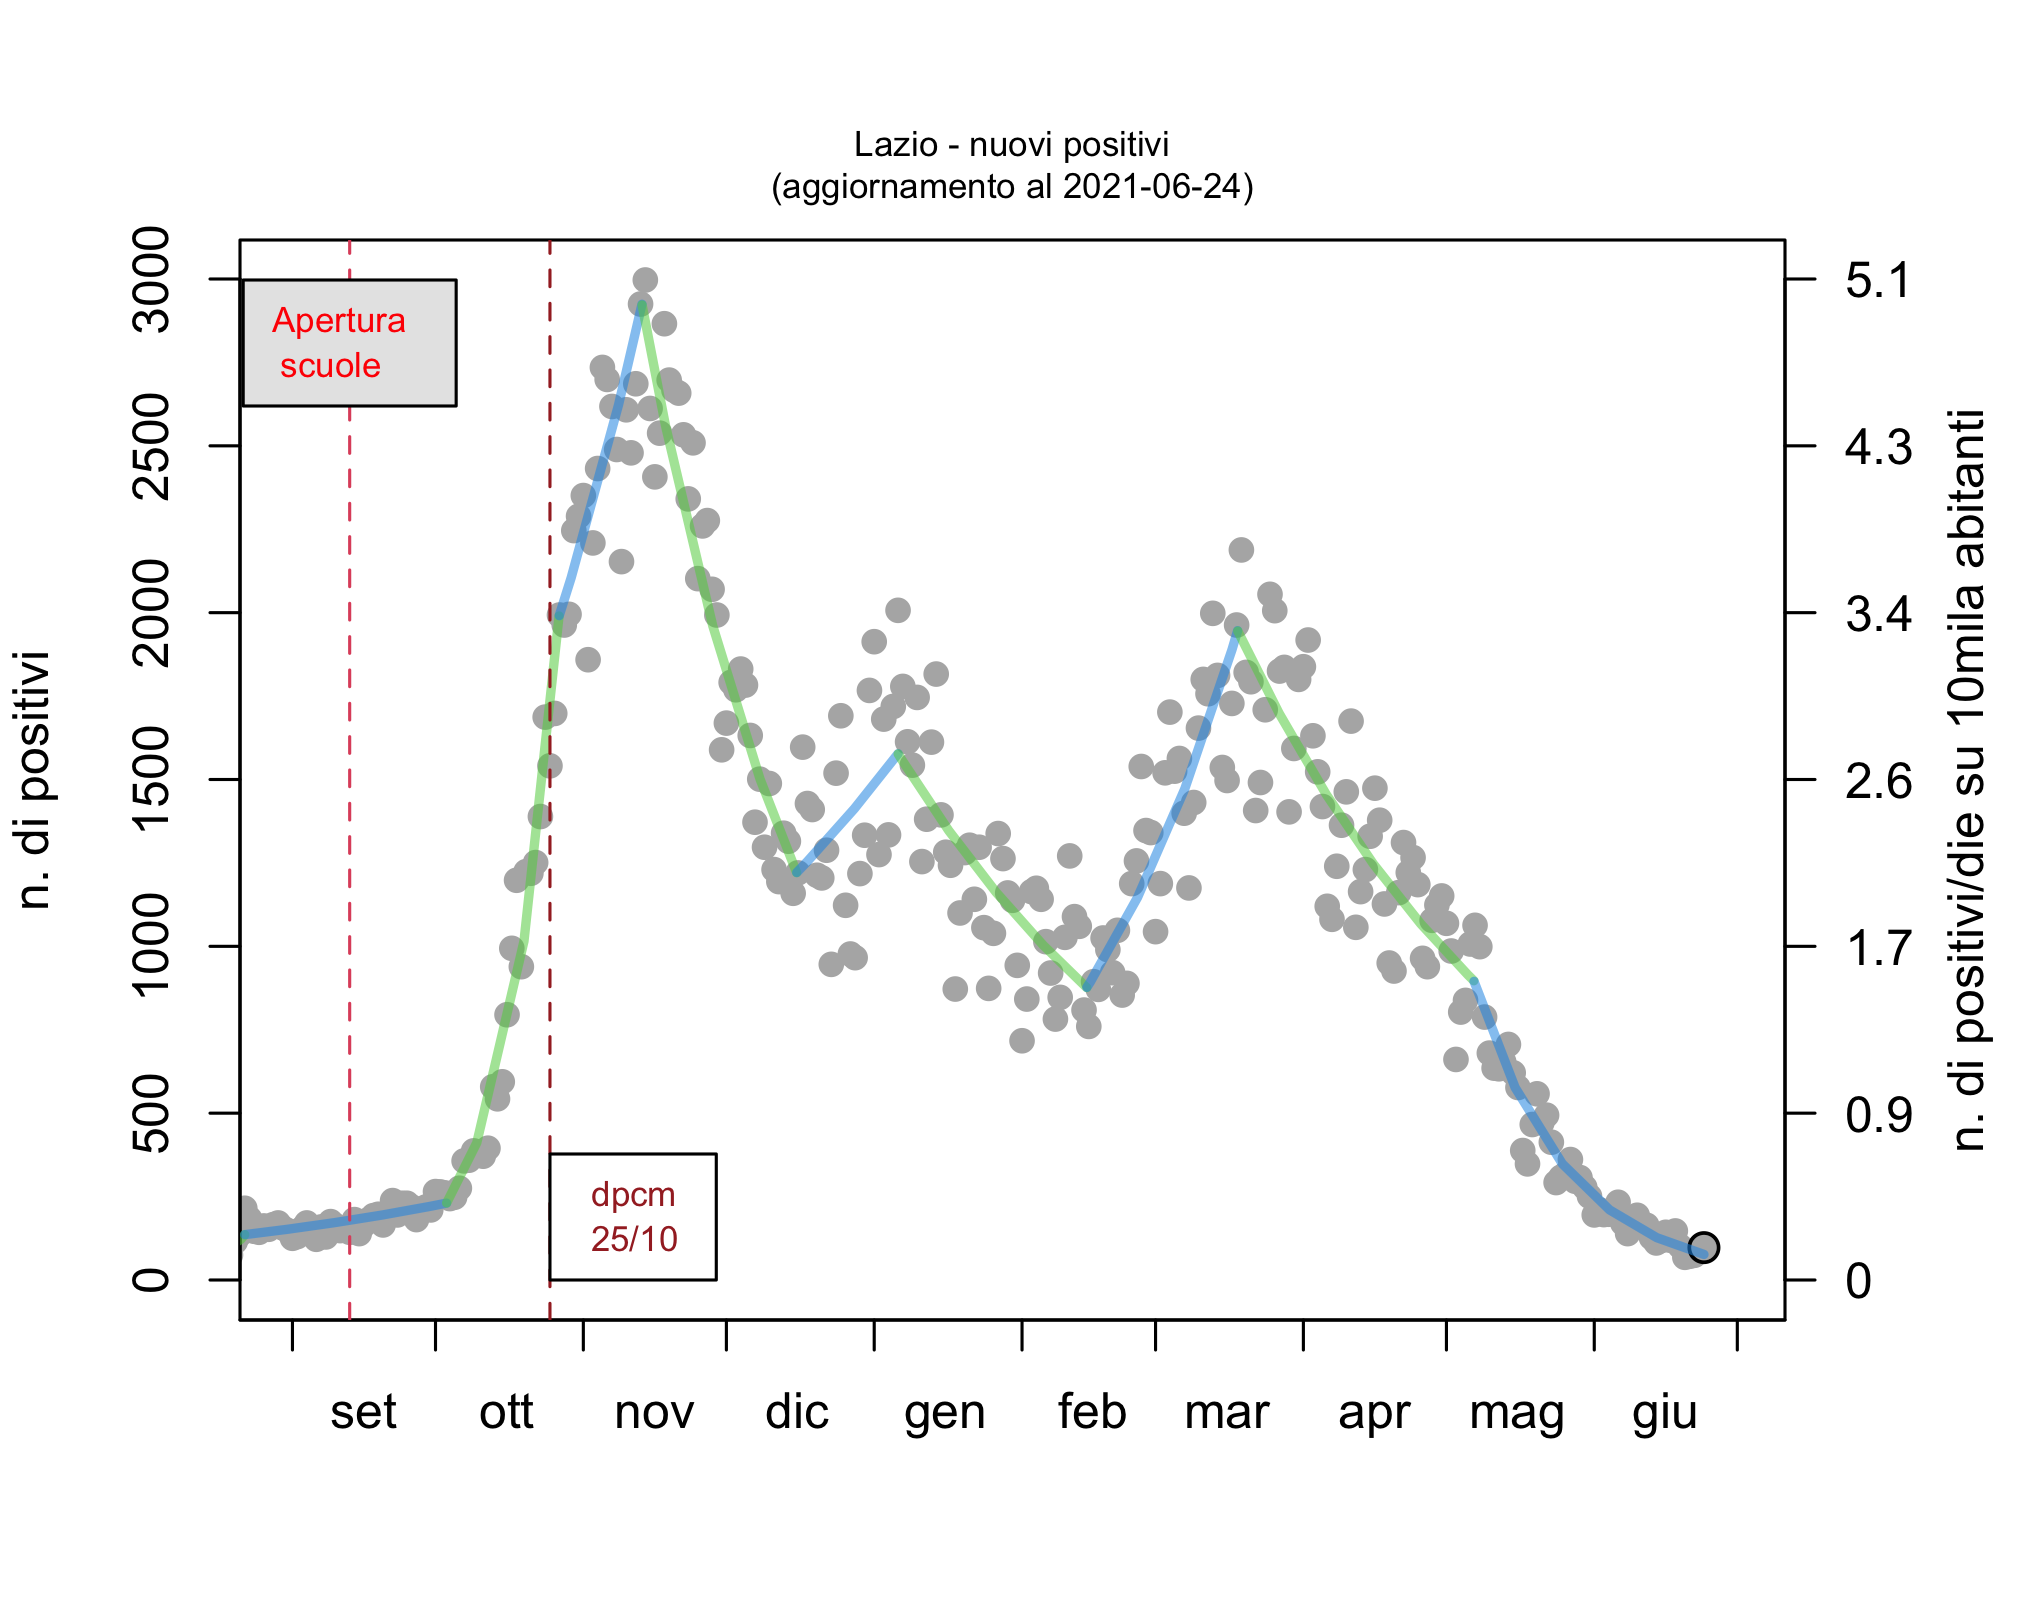 Lazio - nuovi positivi
(aggiornamento al 2021-06-24)
n. di positivi
3000
2500
2000
1500
1000
500
0
Apertura
scuole
dpcm
25/10
5.1
4.3
3.4
2.6
1.7
0.9
0
n. di positivi/die su 10mila abitanti
set ott nov dic gen feb mar apr mag giu